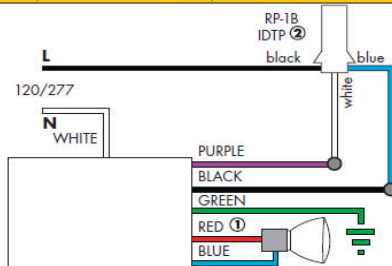 RP-1B
IDTP ②
L
black
blue
120/277
white
N
WHITE
PURPLE
BLACK
GREEN
RED ①
BLUE